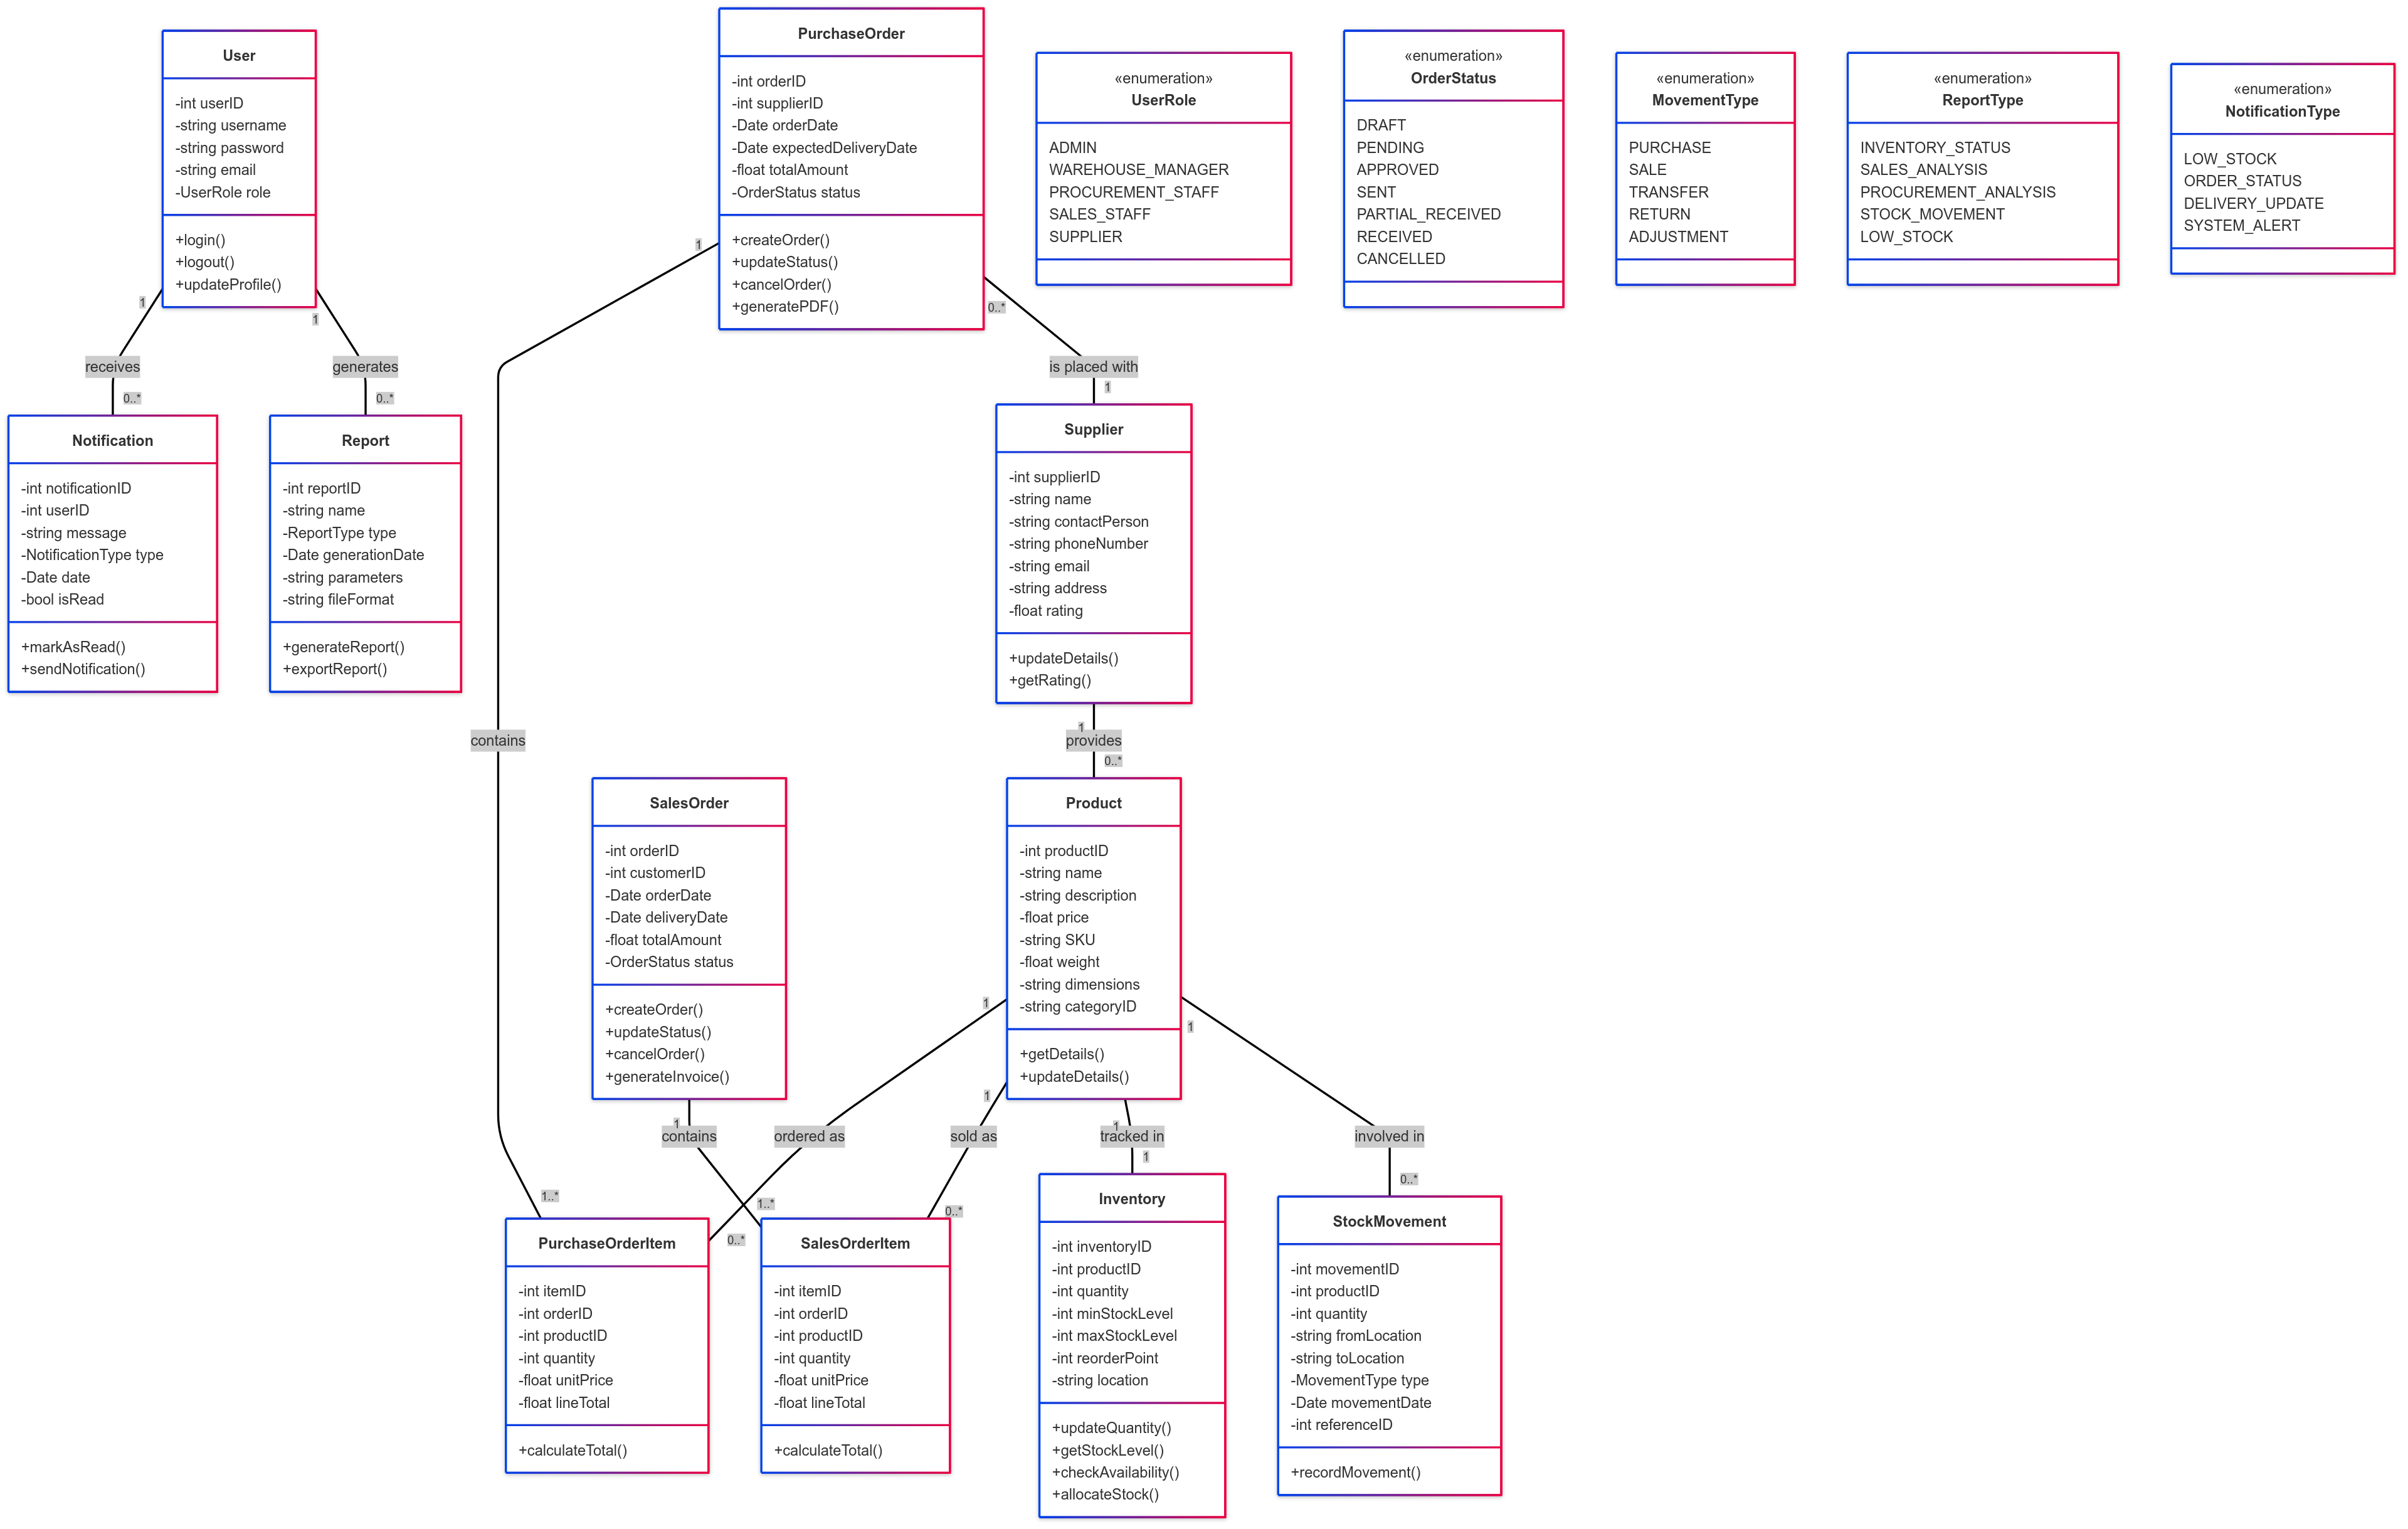 User
-int userID
-string username
-string password
-string email
-UserRole role
+login()
+logout()
+updateProfile()
PurchaseOrder
-int orderID
-int supplierID
-Date orderDate
-Date expectedDeliveryDate
-float totalAmount
-OrderStatus status
+createOrder()
+updateStatus()
+cancelOrder()
+generatePDF()
«enumeration»
UserRole
ADMIN
WAREHOUSE_MANAGER
PROCUREMENT_STAFF
SALES_STAFF
SUPPLIER
«enumeration»
OrderStatus
DRAFT
PENDING
APPROVED
SENT
PARTIAL_RECEIVED
RECEIVED
CANCELLED
«enumeration»
MovementType
PURCHASE
SALE
TRANSFER
RETURN
ADJUSTMENT
«enumeration»
ReportType
INVENTORY_STATUS
SALES_ANALYSIS
PROCUREMENT_ANALYSIS
STOCK_MOVEMENT
LOW_STOCK
«enumeration»
NotificationType
LOW_STOCK
ORDER_STATUS
DELIVERY_UPDATE
SYSTEM_ALERT
1
receives
0..*
1
generates
0..*
1
contains
1..*
0..*
is placed with
1
Notification
-int notificationID
-int userID
-string message
-NotificationType type
-Date date
-bool isRead
+markAsRead()
+sendNotification()
Report
-int reportID
-string name
-ReportType type
-Date generationDate
-string parameters
-string fileFormat
+generateReport()
+exportReport()
Supplier
-int supplierID
-string name
-string contactPerson
-string phoneNumber
-string email
-string address
-float rating
+updateDetails()
+getRating()
1
provides
0..*
SalesOrder
-int orderID
-int customerID
-Date orderDate
-Date deliveryDate
-float totalAmount
-OrderStatus status
+createOrder()
+updateStatus()
+cancelOrder()
+generateInvoice()
Product
-int productID
-string name
-string description
-float price
-string SKU
-float weight
-string dimensions
-string categoryID
+getDetails()
+updateDetails()
1
contains
1..*
1
ordered as
0..*
1
sold as
0..*
1
tracked in
1
1
involved in
0..*
PurchaseOrderItem
-int itemID
-int orderID
-int productID
-int quantity
-float unitPrice
-float lineTotal
+calculateTotal()
SalesOrderItem
-int itemID
-int orderID
-int productID
-int quantity
-float unitPrice
-float lineTotal
+calculateTotal()
Inventory
-int inventoryID
-int productID
-int quantity
-int minStockLevel
-int maxStockLevel
-int reorderPoint
-string location
+updateQuantity()
+getStockLevel()
+checkAvailability()
+allocateStock()
StockMovement
-int movementID
-int productID
-int quantity
-string fromLocation
-string toLocation
-MovementType type
-Date movementDate
-int referenceID
+recordMovement()